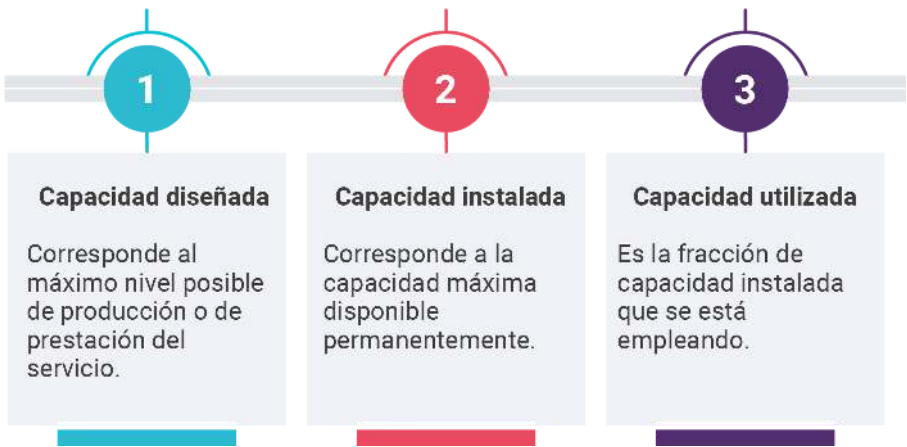 1
2
3
Capacidad diseñada
Corresponde al
máximo nivel posible
de producción o de
prestación del
servicio.
Capacidad instalada
Corresponde a la
capacidad máxima
disponible
permanentemente.
Capacidad utilizada
Es la fracción de
capacidad instalada
que se está
empleando.